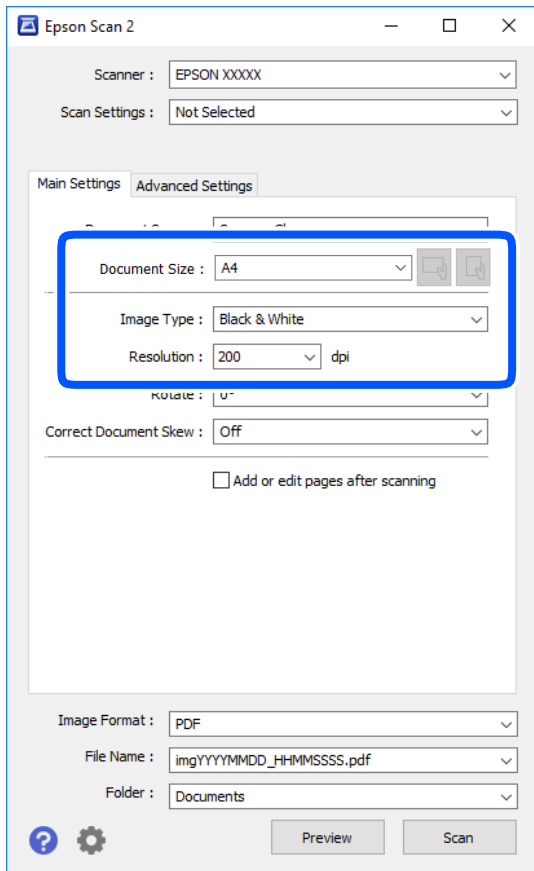 Epson Scan 2
Scanner : EPSON XXXXX
Scan Settings : Not Selected
Main Settings Advanced Settings
Document Size : A4
Image Type : Black & White
Resolution : 200 dpi
Rotate : 0°
Correct Document Skew : Off
Add or edit pages after scanning
Image Format : PDF
File Name : imgYYYYMMDD_HHMMSSSS.pdf
Folder : Documents
? Preview Scan